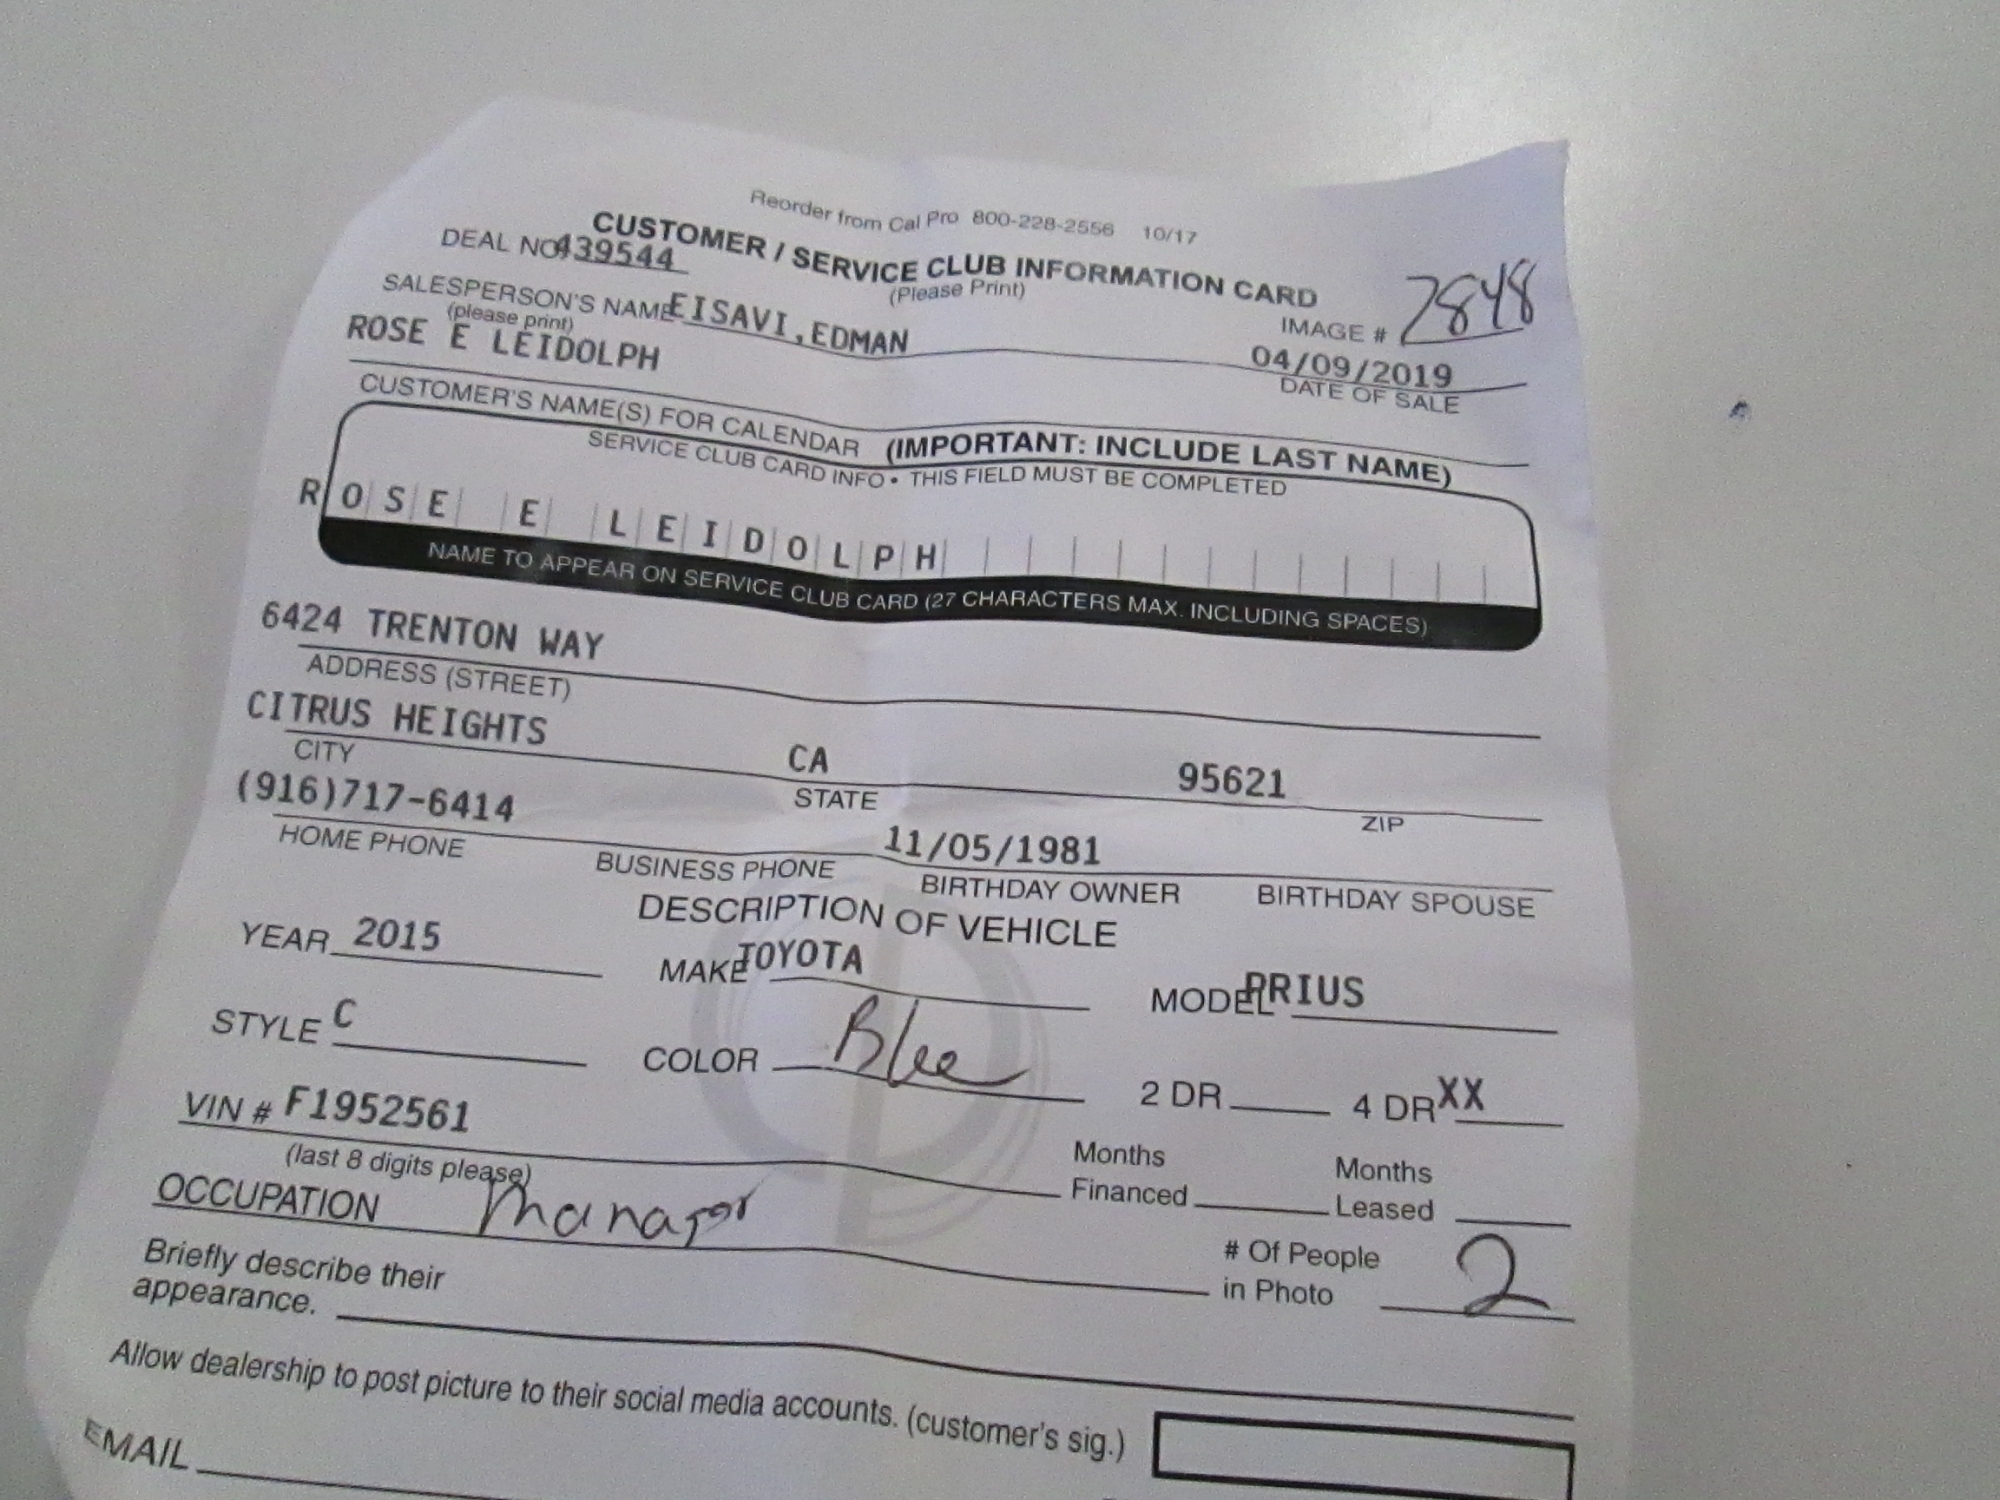 Reorder from Cal Pro 800-228-2556 10/17
CUSTOMER / SERVICE CLUB INFORMATION CARD
(Please Print)
DEAL NO. 439544
IMAGE # 7848
SALESPERSON'S NAME EISAVI,EDMAN
(please print)
04/09/2019
DATE OF SALE
ROSE E LEIDOLPH
CUSTOMER'S NAME(S) FOR CALENDAR (IMPORTANT: INCLUDE LAST NAME)
SERVICE CLUB CARD INFO • THIS FIELD MUST BE COMPLETED
ROSE E LEIDOLPH
NAME TO APPEAR ON SERVICE CLUB CARD (27 CHARACTERS MAX. INCLUDING SPACES)
6424 TRENTON WAY
ADDRESS (STREET)
CITRUS HEIGHTS CA 95621
CITY STATE ZIP
(916)717-6414 11/05/1981
HOME PHONE BUSINESS PHONE BIRTHDAY OWNER BIRTHDAY SPOUSE
DESCRIPTION OF VEHICLE
YEAR 2015 MAKE TOYOTA MODEL PRIUS
STYLE C COLOR Blue 2 DR 4 DR XX
VIN # F1952561 Months Financed Months Leased
(last 8 digits please)
OCCUPATION Manager # Of People in Photo 2
Briefly describe their
appearance.
Allow dealership to post picture to their social media accounts. (customer's sig.)
EMAIL